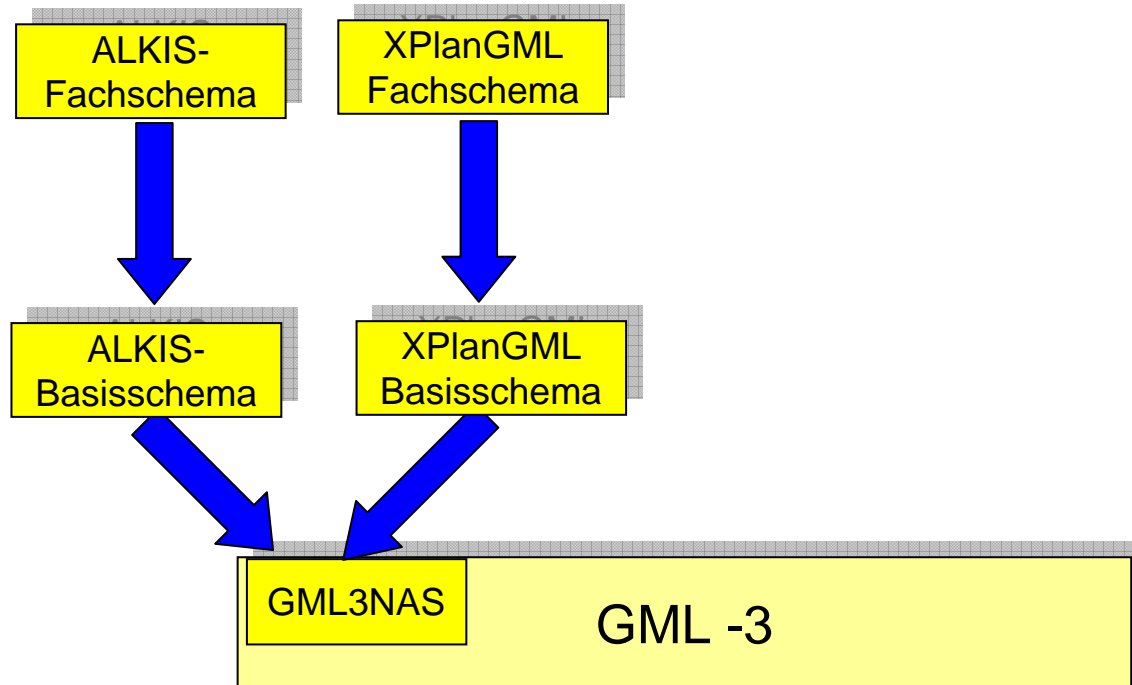 ALKIS-
Fachschema
XPlanGML
Fachschema
ALKIS-
Basisschema
XPlanGML
Basisschema
GML3NAS
GML -3